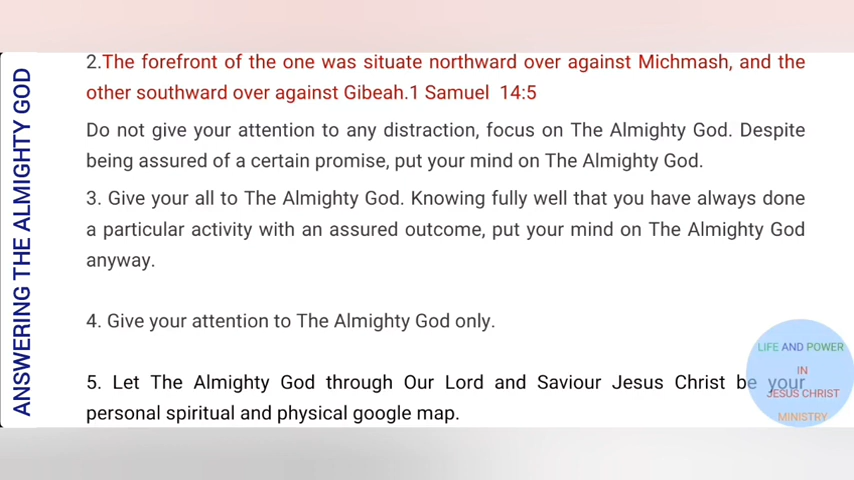 ANSWERING THE ALMIGHTY GOD
2.The forefront of the one was situate northward over against Michmash, and the
other southward over against Gibeah.1 Samuel 14:5
Do not give your attention to any distraction, focus on The Almighty God. Despite
being assured of a certain promise, put your mind on The Almighty God.
3. Give your all to The Almighty God. Knowing fully well that you have always done
a particular activity with an assured outcome, put your mind on The Almighty God
anyway.
4. Give your attention to The Almighty God only.
5. Let The Almighty God through Our Lord and Saviour Jesus Christ be your
personal spiritual and physical google map.
LIFE AND POWER
IN
JESUS CHRIST
MINISTRY